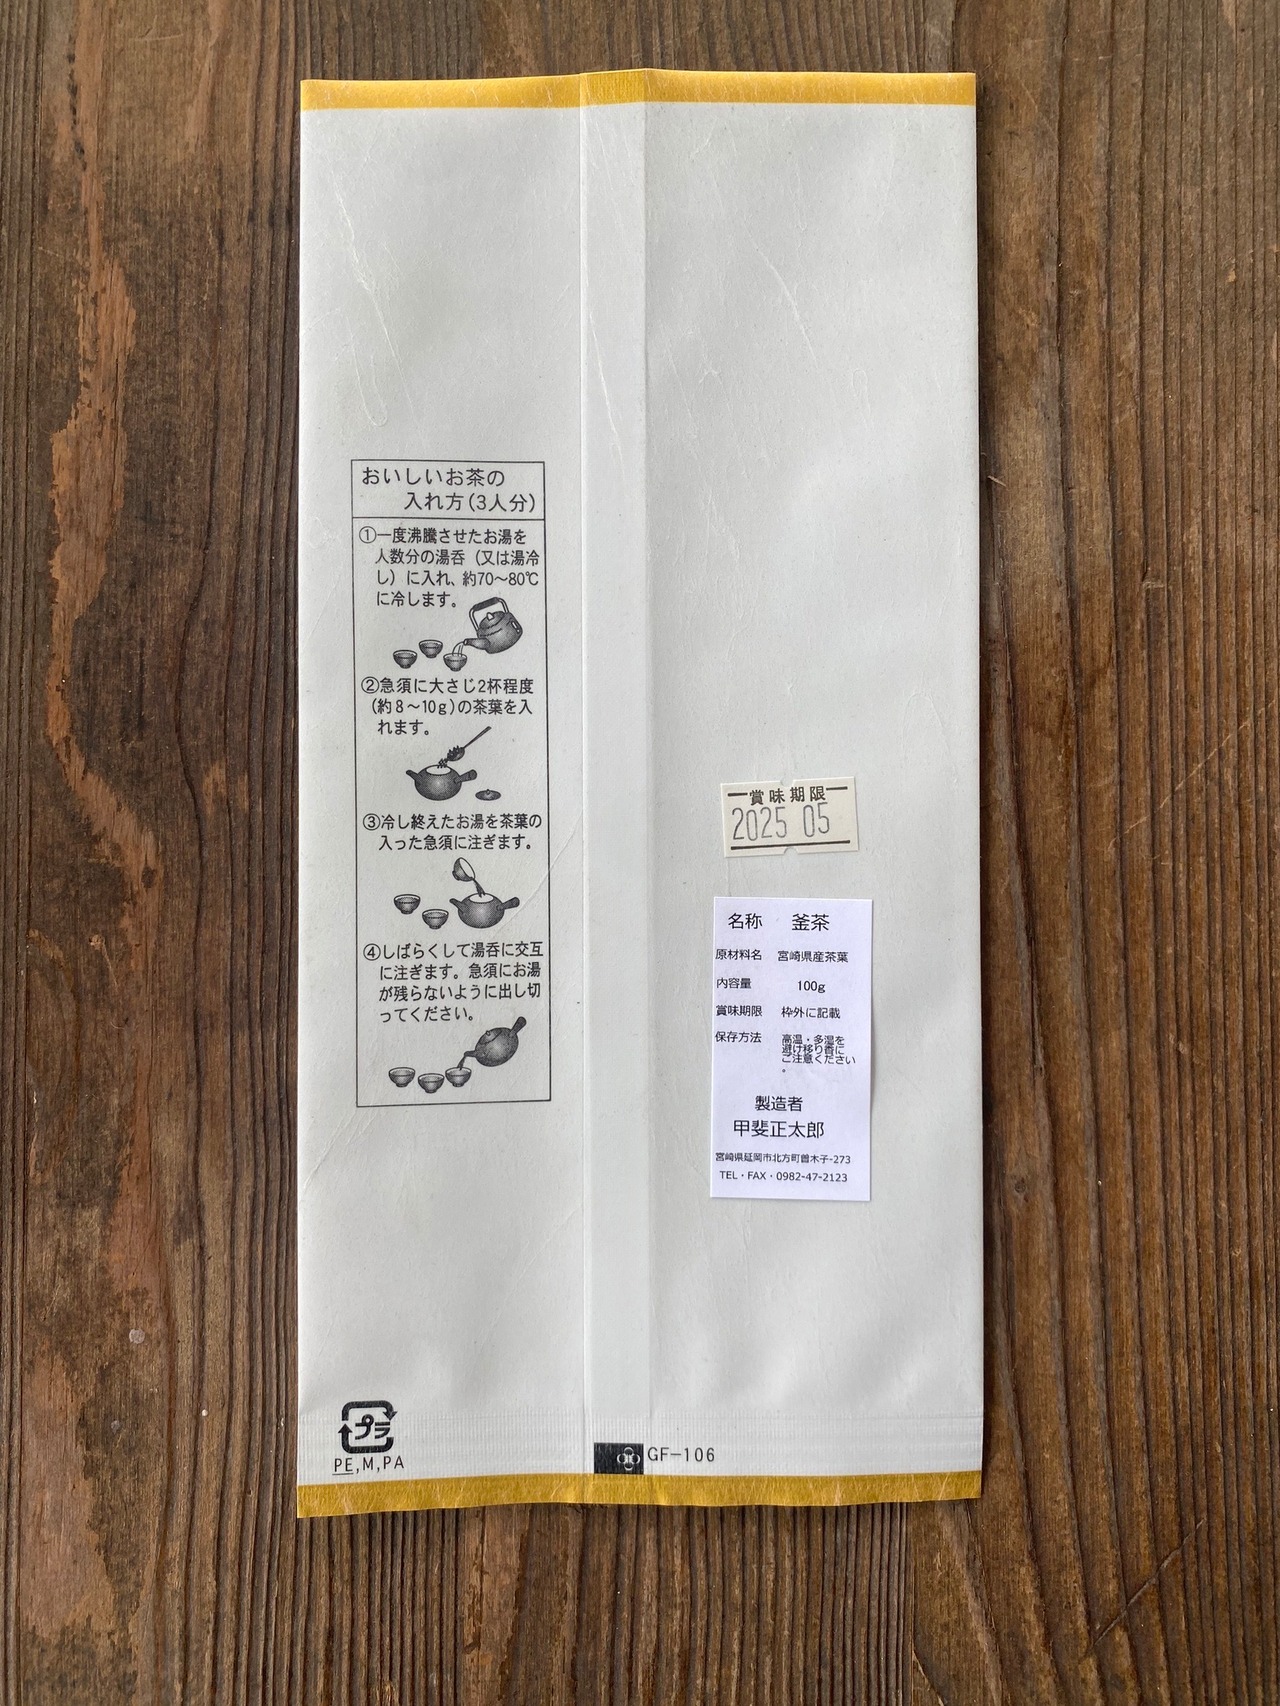 おいしいお茶の
入れ方(3人分)
①一度沸騰させたお湯を
人数分の湯呑（又は湯冷
し）に入れ、約70〜80℃
に冷します。
②急須に大さじ2杯程度
(約8〜10g)の茶葉を入
れます。
③冷し終えたお湯を茶葉の
入った急須に注ぎます。
④しばらくして湯呑に交互
に注ぎます。急須にお湯
が残らないように出し切
ってください。
プラ
PE,M,PA
GF-106
賞味期限
2025 05
名称 釜茶
原材料名 宮崎県産茶葉
内容量 100g
賞味期限 枠外に記載
保存方法 高温・多湿を
避け移り香に
ご注意ください
。
製造者
甲斐正太郎
宮崎県延岡市北方町曽木子-273
TEL・FAX・0982-47-2123